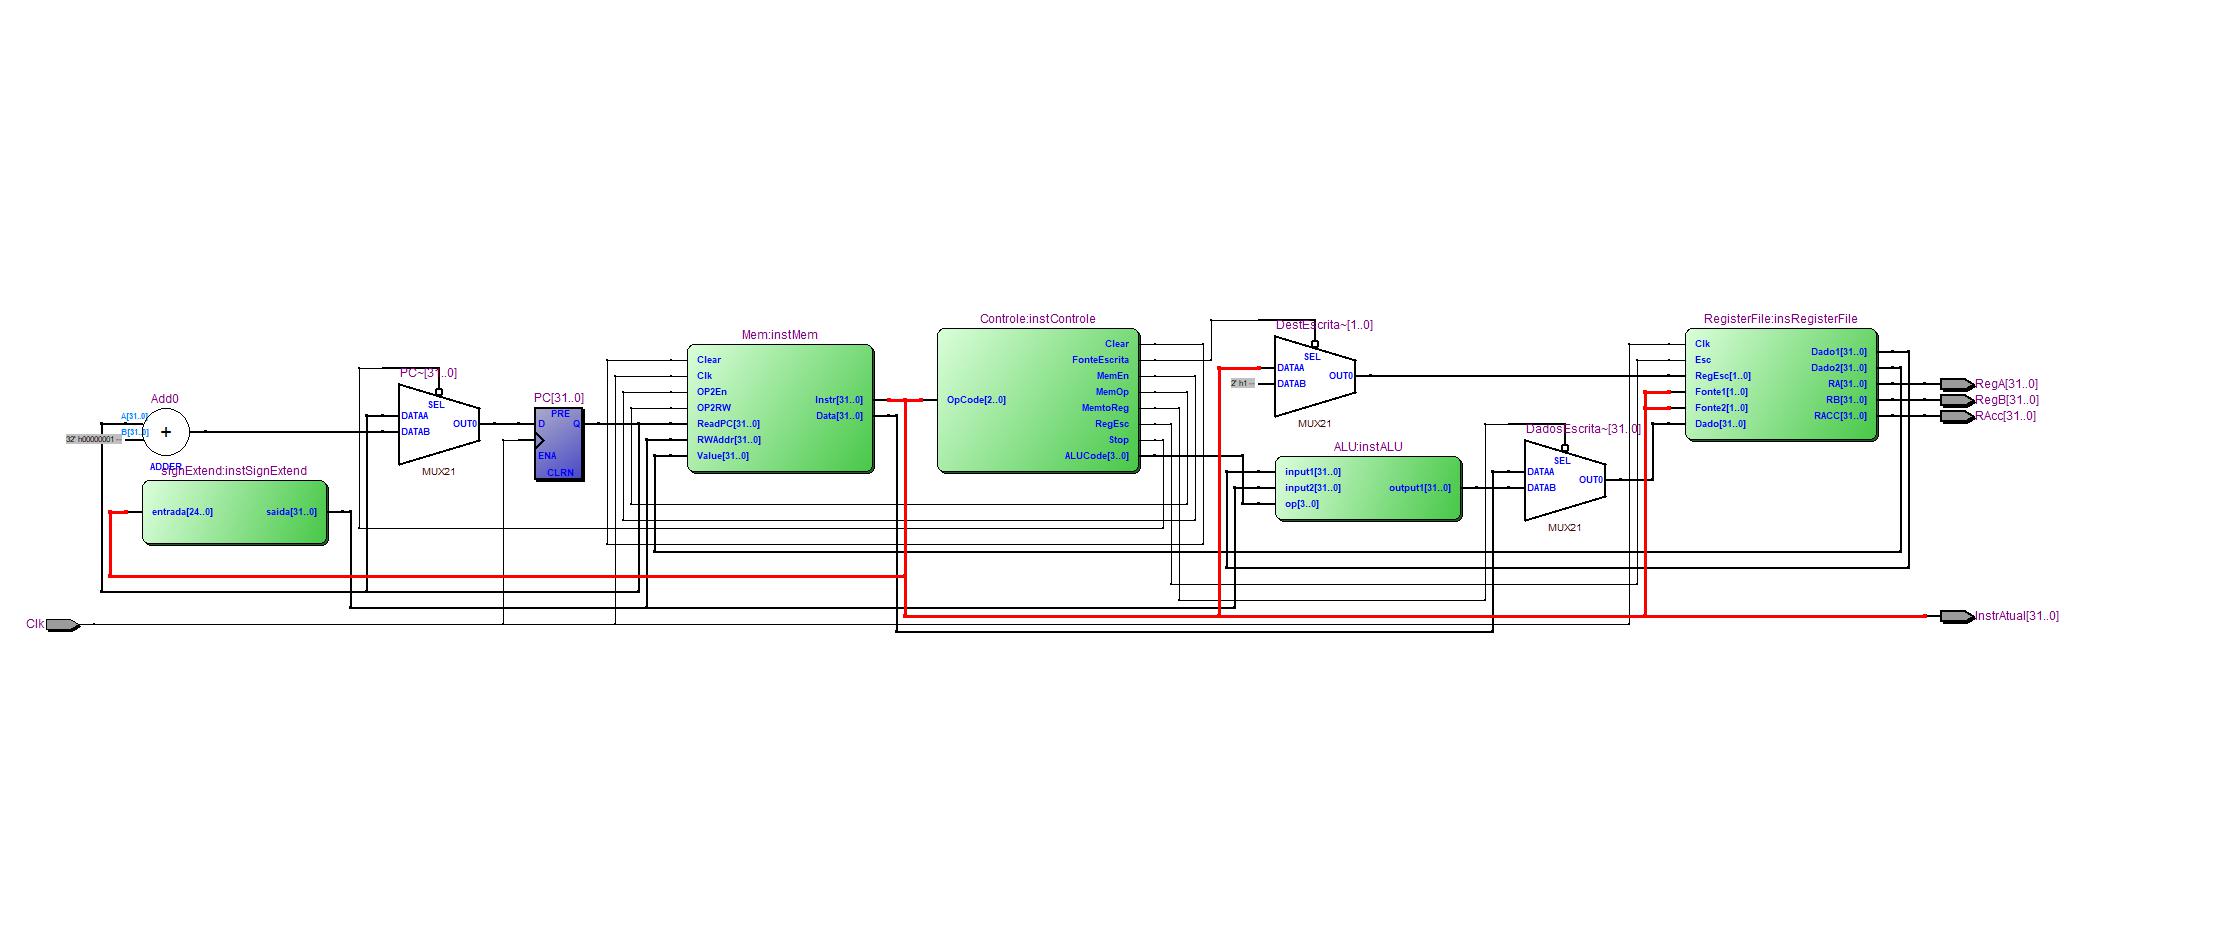 Add0
A[31..0]
B[31..0]
32' h00000001 --
+
ADDER
signExtend:instSignExtend
entrada[24..0]
saida[31..0]
Clk
PC~[31..0]
SEL
DATAA
DATAB
OUT0
MUX21
PC[31..0]
PRE
D
Q
ENA
CLRN
Mem:instMem
Clear
Clk
OP2En
OP2RW
ReadPC[31..0]
RWAddr[31..0]
Value[31..0]
Instr[31..0]
Data[31..0]
Controle:instControle
OpCode[2..0]
Clear
FonteEscrita
MemEn
MemOp
MemtoReg
RegEsc
Stop
ALUCode[3..0]
DestEscrita~[1..0]
SEL
DATAA
2' h1 --
DATAB
OUT0
MUX21
ALU:instALU
input1[31..0]
input2[31..0]
op[3..0]
output1[31..0]
DadosEscrita~[31..0]
SEL
DATAA
DATAB
OUT0
MUX21
RegisterFile:insRegisterFile
Clk
Esc
RegEsc[1..0]
Fonte1[1..0]
Fonte2[1..0]
Dado[31..0]
Dado1[31..0]
Dado2[31..0]
RA[31..0]
RB[31..0]
RACC[31..0]
RegA[31..0]
RegB[31..0]
RAcc[31..0]
InstrAtual[31..0]